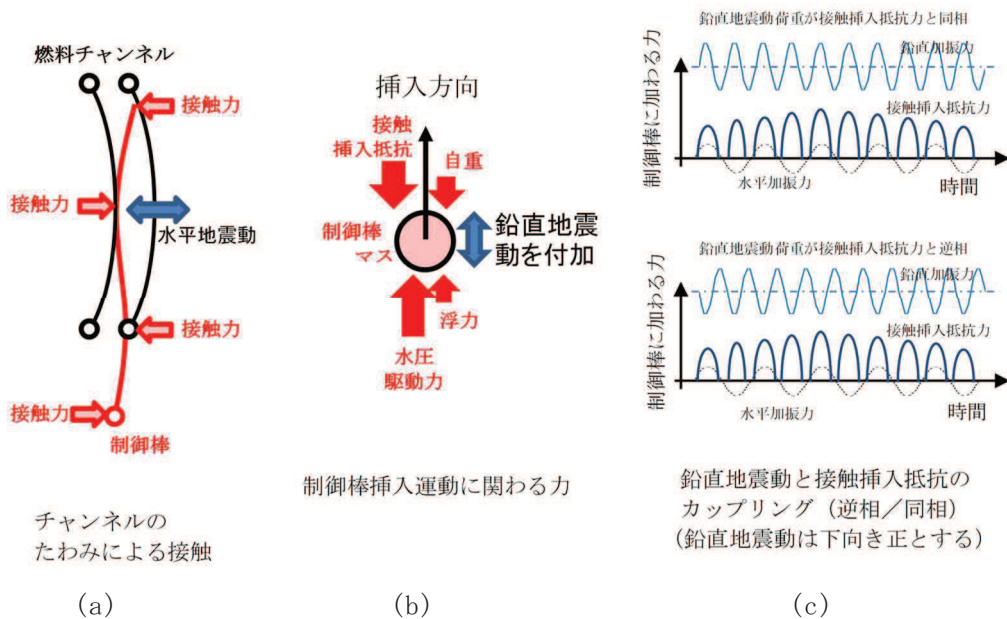 燃料チャンネル
接触力
接触力
水平地震動
接触力
接触力
制御棒
チャンネルの
たわみによる接触
(a)
挿入方向
接触
挿入抵抗
自重
制御棒
マス
鉛直地震
動を付加
浮力
水圧
駆動力
制御棒挿入運動に関わる力
(b)
鉛直地震動荷重が接触挿入抵抗力と同相
鉛直加振力
制御棒に加わる力
接触挿入抵抗力
水平加振力
時間
鉛直地震動荷重が接触挿入抵抗力と逆相
鉛直加振力
制御棒に加わる力
接触挿入抵抗力
水平加振力
時間
鉛直地震動と接触挿入抵抗の
カップリング（逆相／同相）
（鉛直地震動は下向き正とする）
(c)